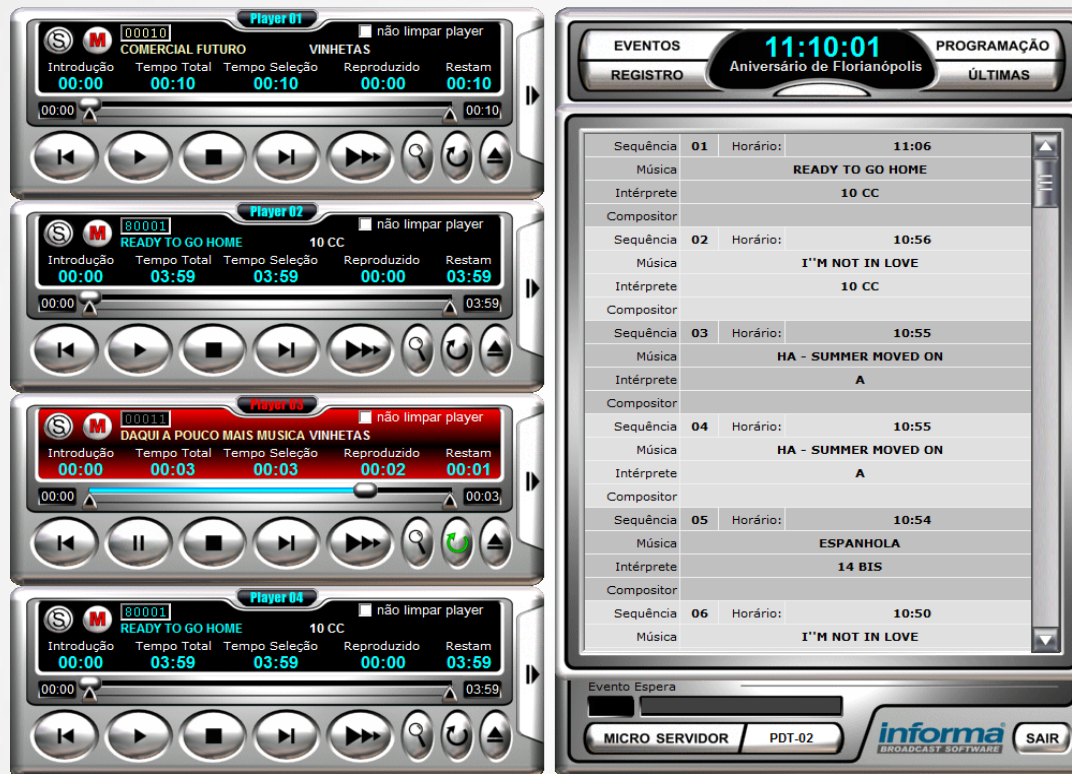 Player 01
00010
não limpar player
COMERCIAL FUTURO VINHETAS
Introdução Tempo Total Tempo Seleção Reproduzido Restam
00:00 00:10 00:10 00:00 00:10
00:00 00:10
Player 02
80001
não limpar player
READY TO GO HOME 10 CC
Introdução Tempo Total Tempo Seleção Reproduzido Restam
00:00 03:59 03:59 00:00 03:59
00:00 03:59
Player 03
00011
não limpar player
DAQUI A POUCO MAIS MUSICA VINHETAS
Introdução Tempo Total Tempo Seleção Reproduzido Restam
00:00 00:03 00:03 00:02 00:01
00:00 00:03
Player 04
80001
não limpar player
READY TO GO HOME 10 CC
Introdução Tempo Total Tempo Seleção Reproduzido Restam
00:00 03:59 03:59 00:00 03:59
00:00 03:59
EVENTOS 11:10:01 PROGRAMAÇÃO
REGISTRO Aniversário de Florianópolis ÚLTIMAS
Sequência 01 Horário: 11:06
Música READY TO GO HOME
Intérprete 10 CC
Compositor
Sequência 02 Horário: 10:56
Música I''M NOT IN LOVE
Intérprete 10 CC
Compositor
Sequência 03 Horário: 10:55
Música HA - SUMMER MOVED ON
Intérprete A
Compositor
Sequência 04 Horário: 10:55
Música HA - SUMMER MOVED ON
Intérprete A
Compositor
Sequência 05 Horário: 10:54
Música ESPANHOLA
Intérprete 14 BIS
Compositor
Sequência 06 Horário: 10:50
Música I''M NOT IN LOVE
Evento Espera
MICRO SERVIDOR PDT-02
informa
BROADCAST SOFTWARE
SAIR